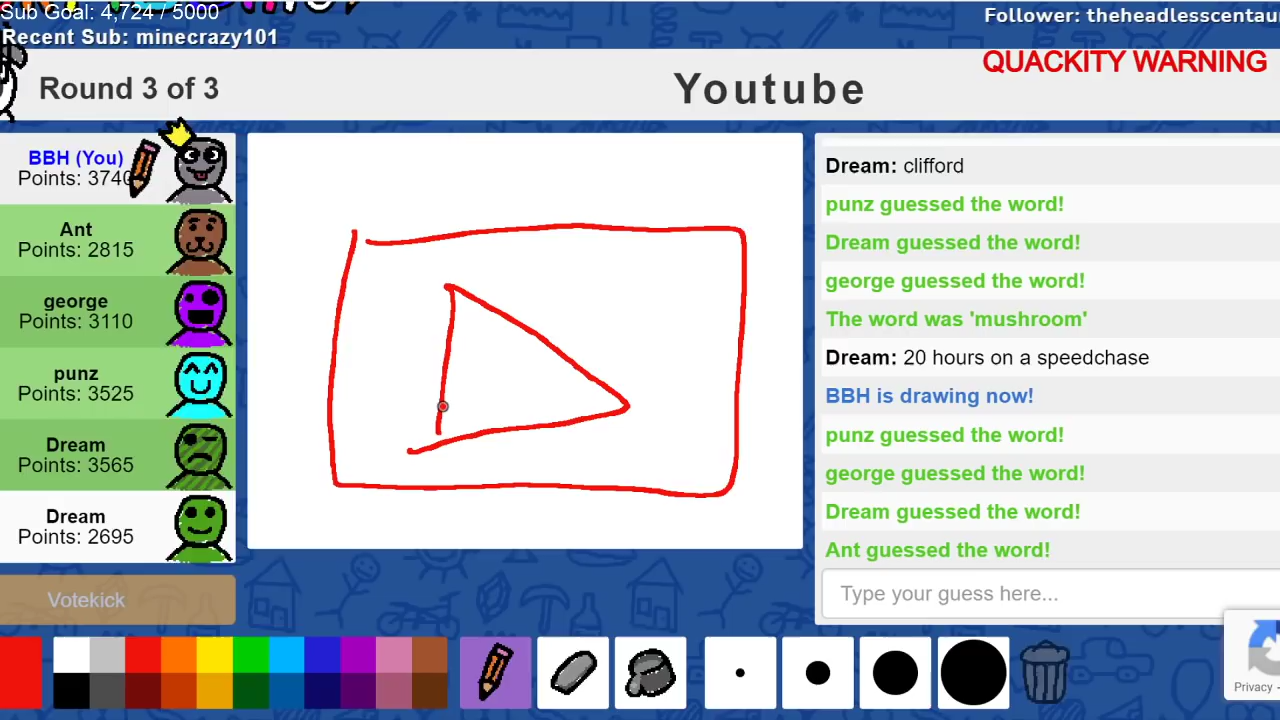 Sub Goal: 4,724 / 5000
Recent Sub: minecrazy101
Follower: theheadlesscentau
QUACKITY WARNING
Round 3 of 3
Youtube
BBH (You)
Points: 3740
Ant
Points: 2815
george
Points: 3110
punz
Points: 3525
Dream
Points: 3565
Dream
Points: 2695
Votekick
Dream: clifford
punz guessed the word!
Dream guessed the word!
george guessed the word!
The word was 'mushroom'
Dream: 20 hours on a speedchase
BBH is drawing now!
punz guessed the word!
george guessed the word!
Dream guessed the word!
Ant guessed the word!
Type your guess here...
Privacy -